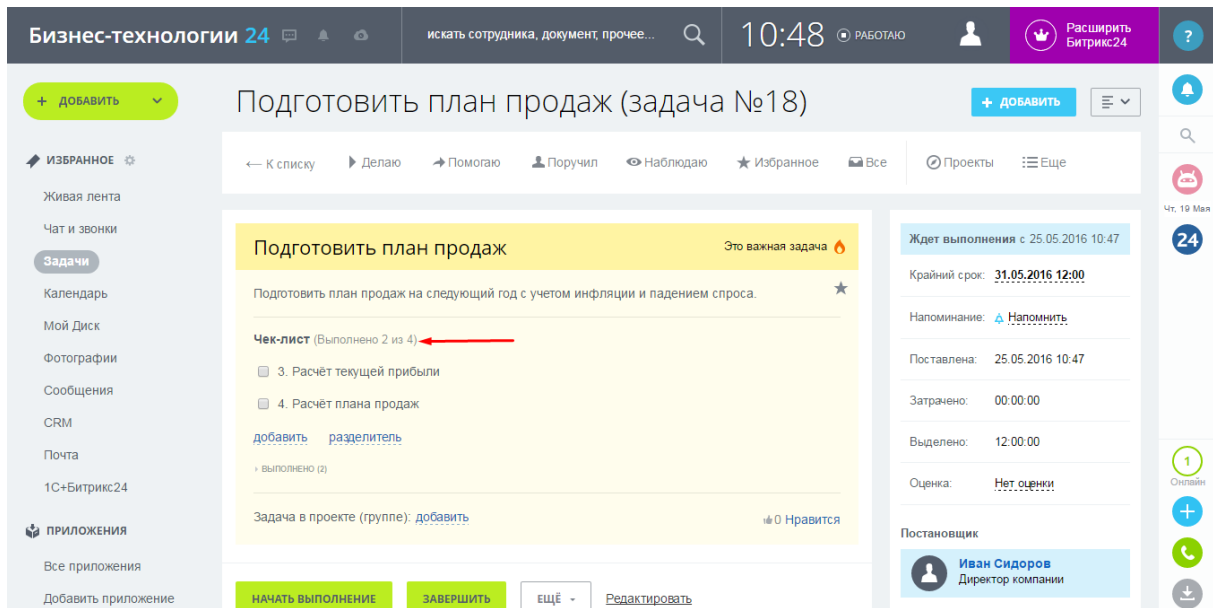 Бизнес-технологии 24
искать сотрудника, документ, прочее...
10:48 РАБОТАЮ
Расширить
Битрикс24
?
+ ДОБАВИТЬ
Подготовить план продаж (задача №18)
+ ДОБАВИТЬ
ИЗБРАННОЕ
Живая лента
Чат и звонки
Задачи
Календарь
Мой Диск
Фотографии
Сообщения
CRM
Почта
1С+Битрикс24
ПРИЛОЖЕНИЯ
Все приложения
Добавить приложение
← К списку
Делаю
Помогаю
Поручил
Наблюдаю
Избранное
Все
Проекты
Еще
Подготовить план продаж
Это важная задача
Подготовить план продаж на следующий год с учетом инфляции и падением спроса.
Чек-лист (Выполнено 2 из 4)
3. Расчёт текущей прибыли
4. Расчёт плана продаж
добавить разделитель
ВЫПОЛНЕНО (2)
Задача в проекте (группе): добавить
0 Нравится
НАЧАТЬ ВЫПОЛНЕНИЕ
ЗАВЕРШИТЬ
ЕЩЁ
Редактировать
Ждет выполнения с 25.05.2016 10:47
Крайний срок: 31.05.2016 12:00
Напоминание: Напомнить
Поставлена: 25.05.2016 10:47
Затрачено: 00:00:00
Выделено: 12:00:00
Оценка: Нет оценки
Постановщик
Иван Сидоров
Директор компании
Чт, 19 Мая
24
1
Онлайн